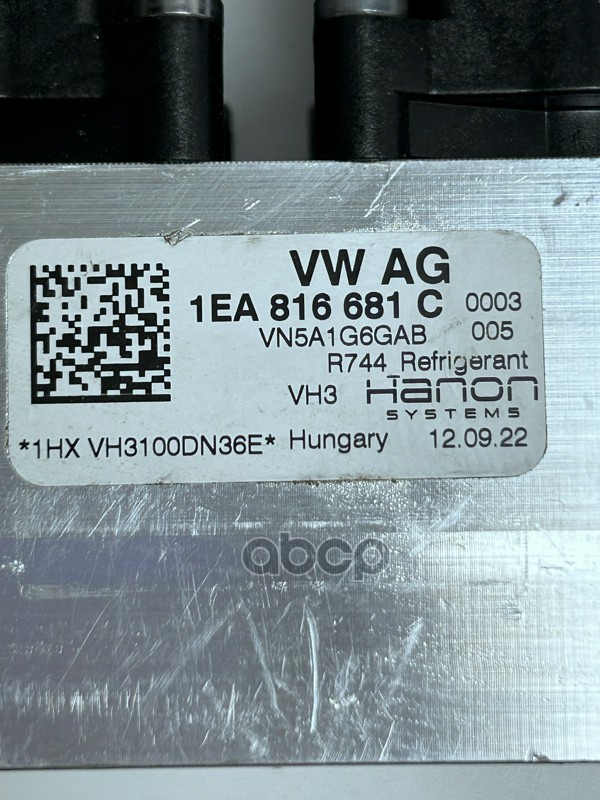 VW AG
1EA 816 681 C 0003
VN5A1G6GAB 005
R744 Refrigerant
VH3 Hanon
SYSTEMS
*1HX VH3100DN36E* Hungary 12.09.22
abcp